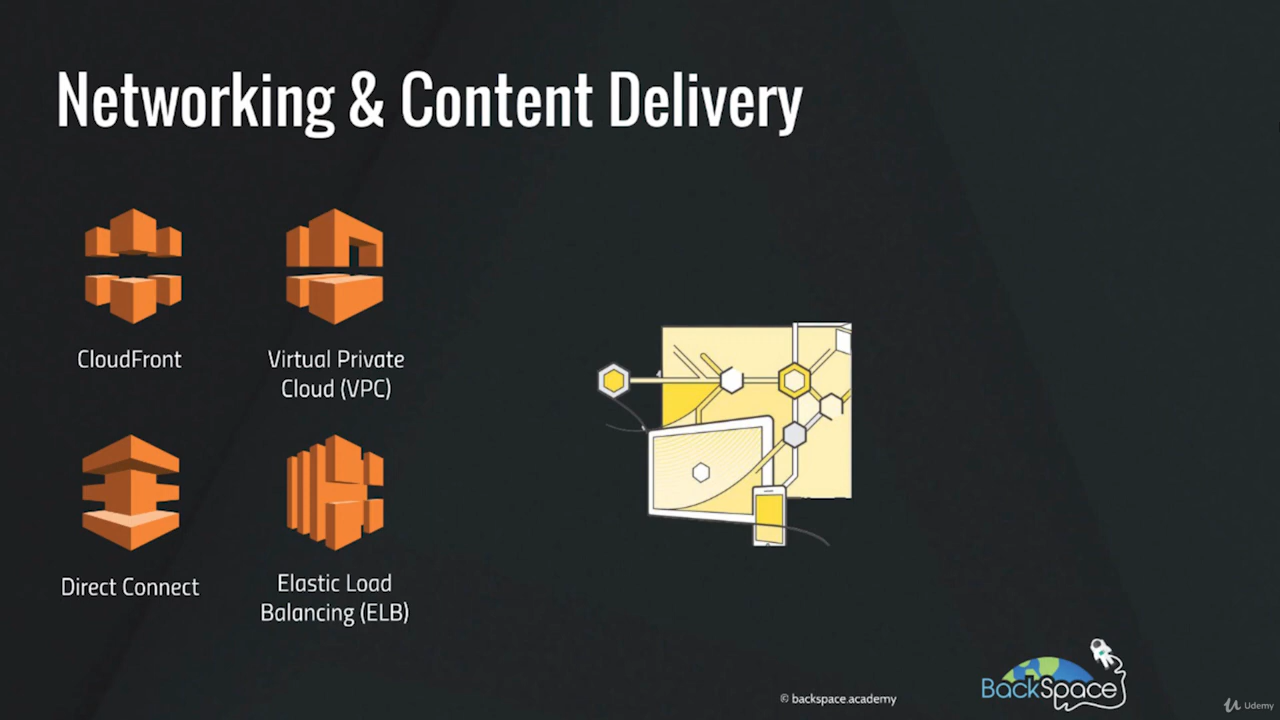 Networking & Content Delivery
CloudFront
Virtual Private
Cloud (VPC)
Direct Connect
Elastic Load
Balancing (ELB)
© backspace.academy
BackSpace
Udemy